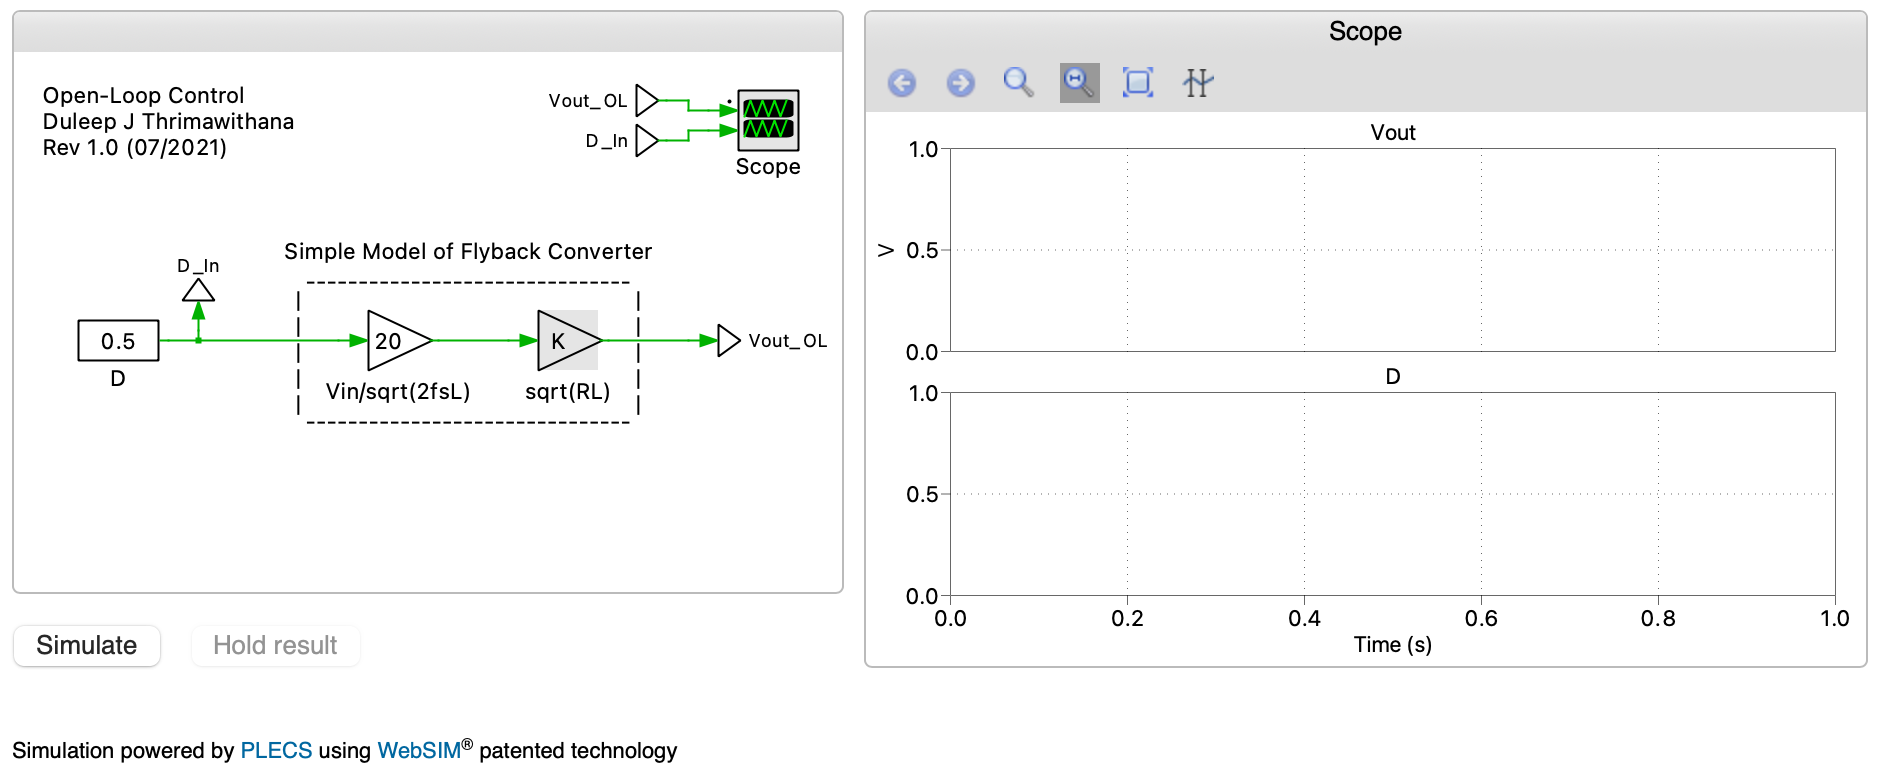 Open-Loop Control
Duleep J Thrimawithana
Rev 1.0 (07/2021)
Vout_OL
D_In
Scope
Simple Model of Flyback Converter
D_In
0.5
D
20
Vin/sqrt(2fsL)
K
sqrt(RL)
Vout_OL
Simulate
Hold result
Scope
Vout
1.0
V
0.5
0.0
D
1.0
0.5
0.0
0.0 0.2 0.4 0.6 0.8 1.0
Time (s)
Simulation powered by PLECS using WebSIM® patented technology